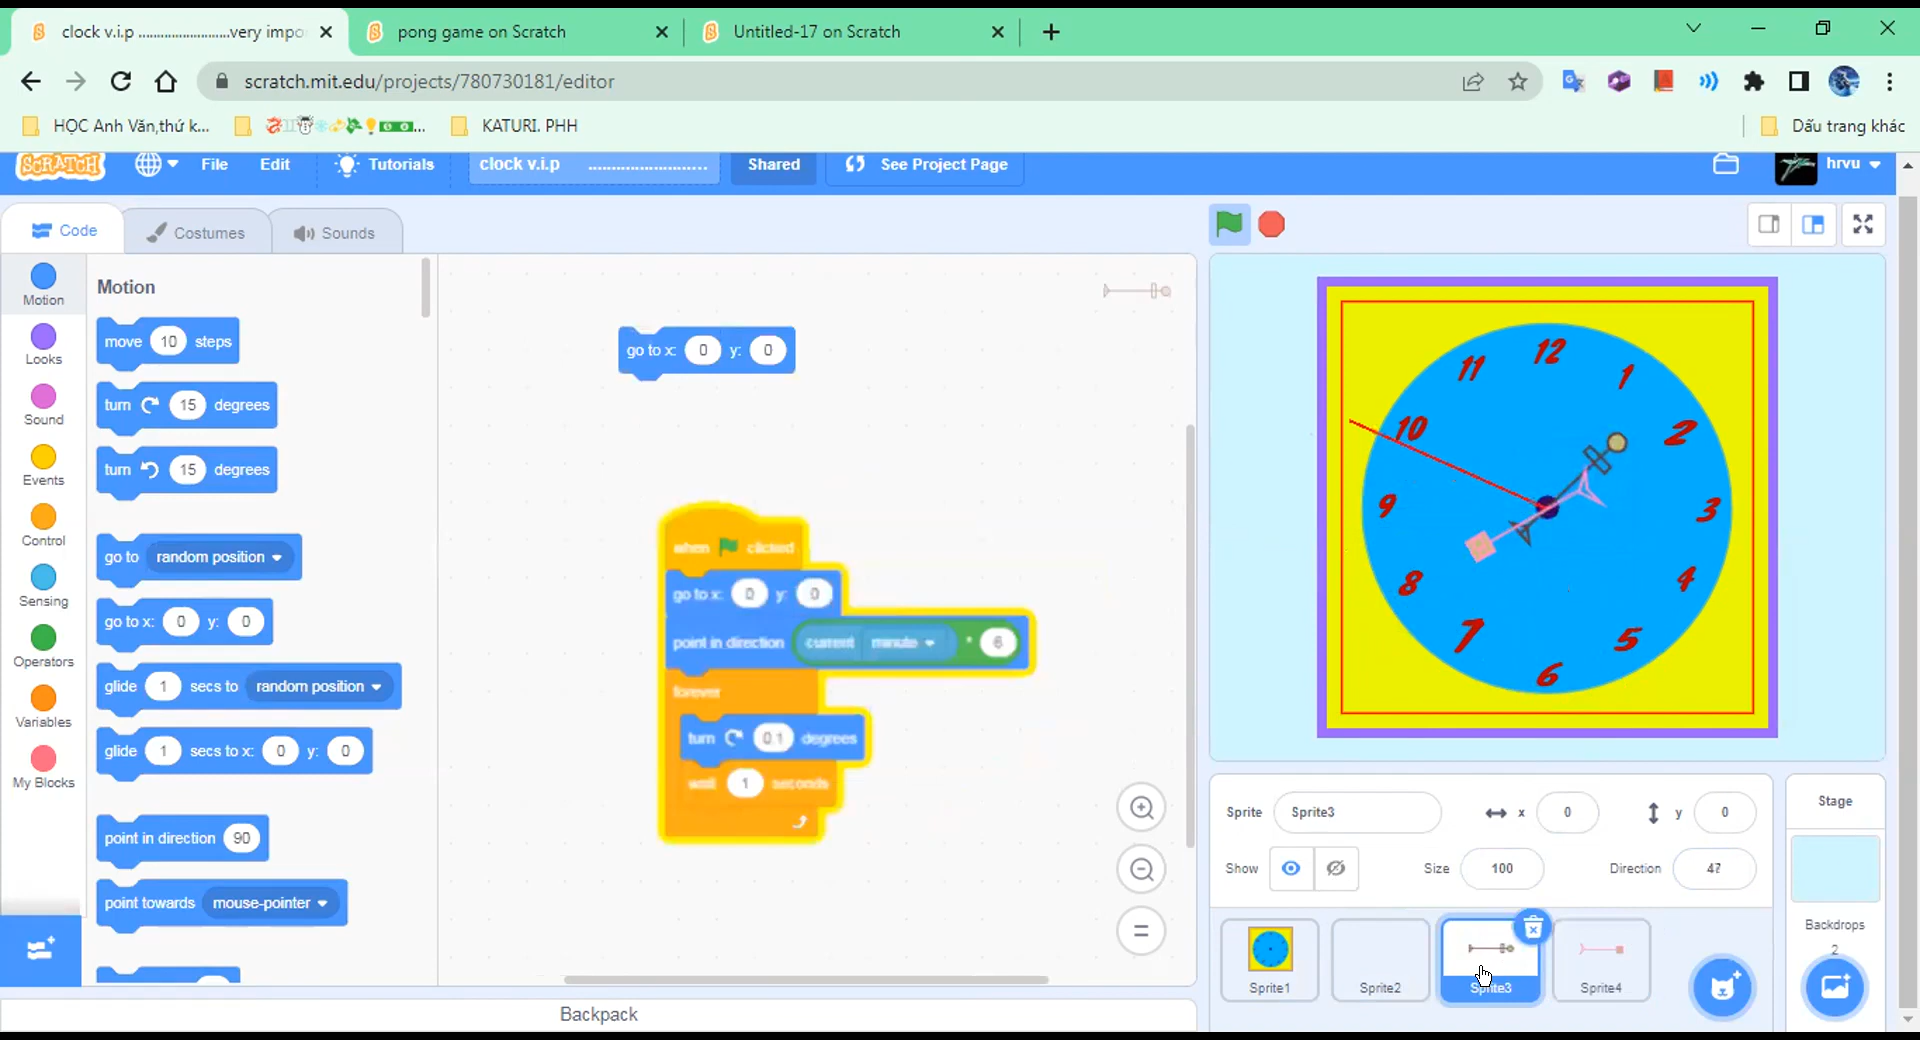 clock v.i.p ........................very impo
pong game on Scratch
Untitled-17 on Scratch
scratch.mit.edu/projects/780730181/editor
HỌC Anh Văn,thứ k...
...
KATURI. PHH
Dấu trang khác
SCRATCH
File
Edit
Tutorials
clock v.i.p ........................
Shared
See Project Page
hrvu
Code
Costumes
Sounds
Motion
Looks
Sound
Events
Control
Sensing
Operators
Variables
My Blocks
Motion
move 10 steps
turn 15 degrees
turn 15 degrees
go to random position
go to x: 0 y: 0
glide 1 secs to random position
glide 1 secs to x: 0 y: 0
point in direction 90
point towards mouse-pointer
go to x: 0 y: 0
when clicked
go to x: 0 y: 0
point in direction current minute * 6
forever
turn 0.1 degrees
wait 1 seconds
12
1
2
3
4
5
6
7
8
9
10
11
Sprite Sprite3 x 0 y 0
Show Size 100 Direction 47
Sprite1
Sprite2
Sprite3
Sprite4
Stage
Backdrops
2
Backpack